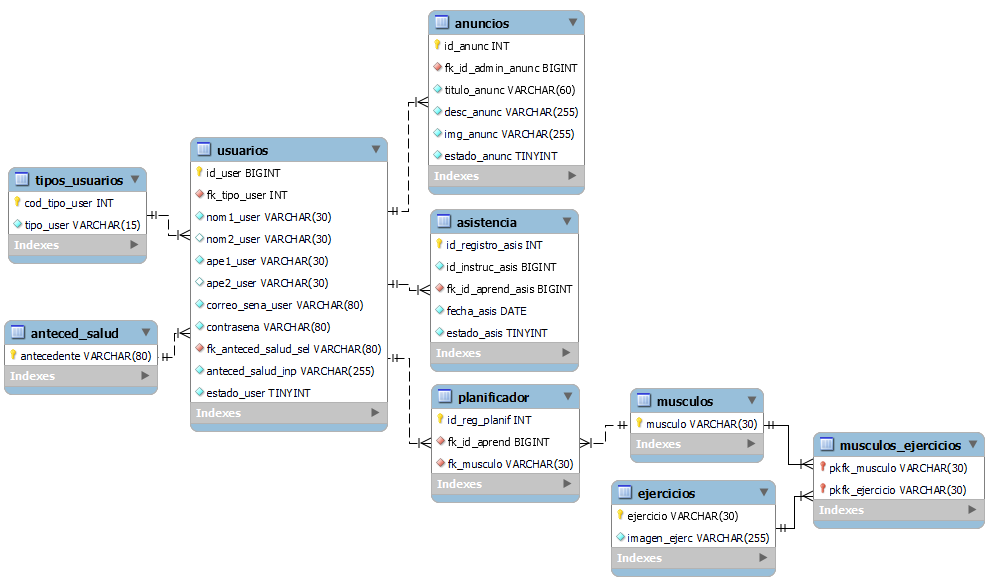 anuncios
id_anunc INT
fk_id_admin_anunc BIGINT
titulo_anunc VARCHAR(60)
desc_anunc VARCHAR(255)
img_anunc VARCHAR(255)
estado_anunc TINYINT
Indexes
usuarios
id_user BIGINT
fk_tipo_user INT
nom1_user VARCHAR(30)
nom2_user VARCHAR(30)
ape1_user VARCHAR(30)
ape2_user VARCHAR(30)
correo_sena_user VARCHAR(80)
contrasena VARCHAR(80)
fk_anteced_salud_sel VARCHAR(80)
anteced_salud_inp VARCHAR(255)
estado_user TINYINT
Indexes
tipos_usuarios
cod_tipo_user INT
tipo_user VARCHAR(15)
Indexes
asistencia
id_registro_asis INT
id_instruc_asis BIGINT
fk_id_aprend_asis BIGINT
fecha_asis DATE
estado_asis TINYINT
Indexes
anteced_salud
antecedente VARCHAR(80)
Indexes
planificador
id_reg_planif INT
fk_id_aprend BIGINT
fk_musculo VARCHAR(30)
Indexes
musculos
musculo VARCHAR(30)
Indexes
musculos_ejercicios
pkfk_musculo VARCHAR(30)
pkfk_ejercicio VARCHAR(30)
Indexes
ejercicios
ejercicio VARCHAR(30)
imagen_ejerc VARCHAR(255)
Indexes